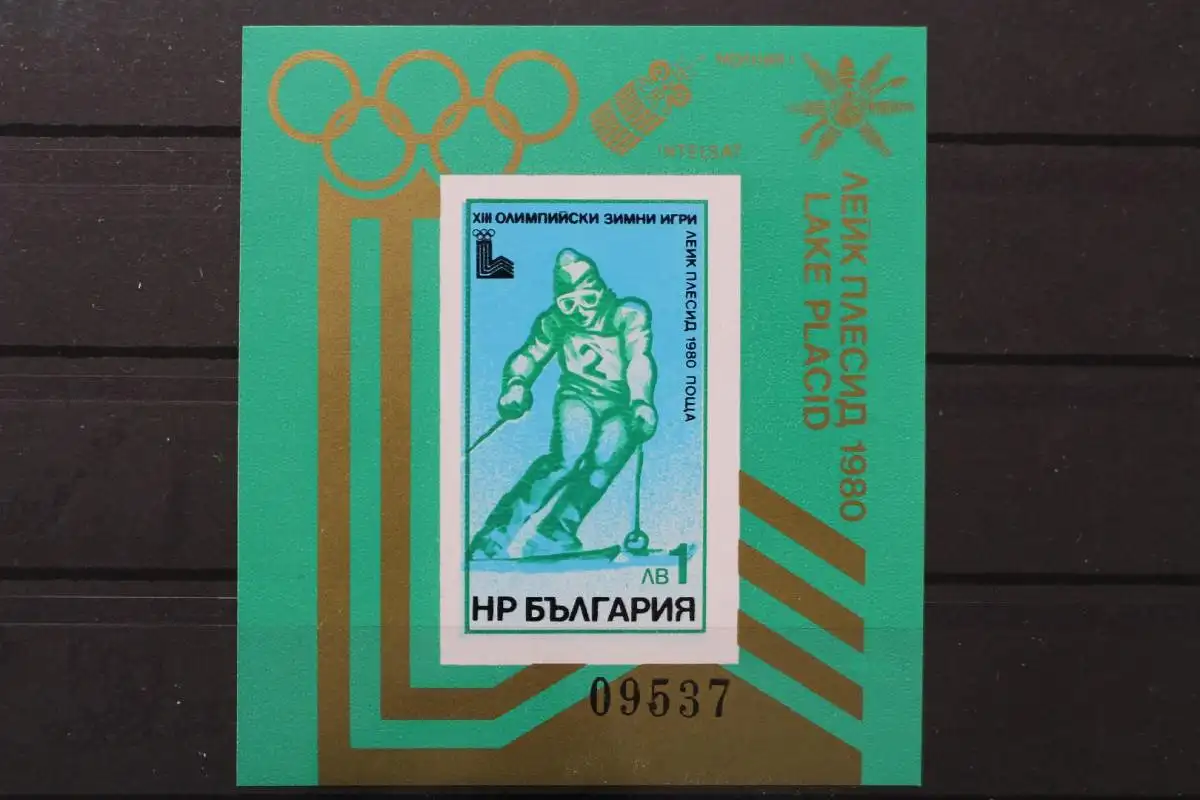 INTELSAT
ЛЕЙК ПЛЕСИД 1980
LAKE PLACID
XIII ОЛИМПИЙСКИ ЗИМНИ ИГРИ
ЛЕЙК ПЛЕСИД 1980 ПОЩА
2
ЛВ 1
НР БЪЛГАРИЯ
09537